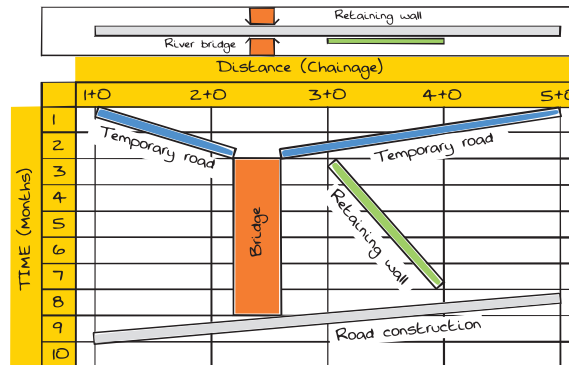 Retaining wall
River bridge
Distance (Chainage)
1+0 2+0 3+0 4+0 5+0
TIME (Months)
1
2
3
4
5
6
7
8
9
10
Temporary road
Temporary road
Bridge
Retaining wall
Road construction